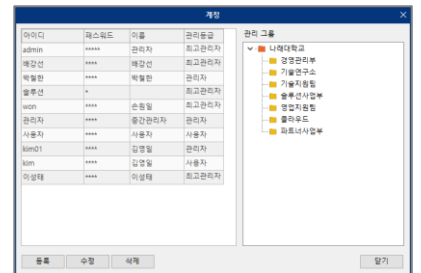 계정
아이디 패스워드 이름 관리등급
admin ***** 관리자 최고관리자
배강선 **** 배강선 최고관리자
박철한 **** 박철한 관리자
솔루션 * 최고관리자
won **** 손원일 최고관리자
관리자 **** 중간관리자 관리자
사용자 **** 사용자 사용자
kim01 **** 김영일 관리자
kim **** 김영일 사용자
이성태 **** 이성태 최고관리자
등록 수정 삭제
관리 그룹
나래대학교
경영관리부
기술연구소
기술지원팀
솔루션사업부
영업지원팀
클라우드
파트너사업부
닫기